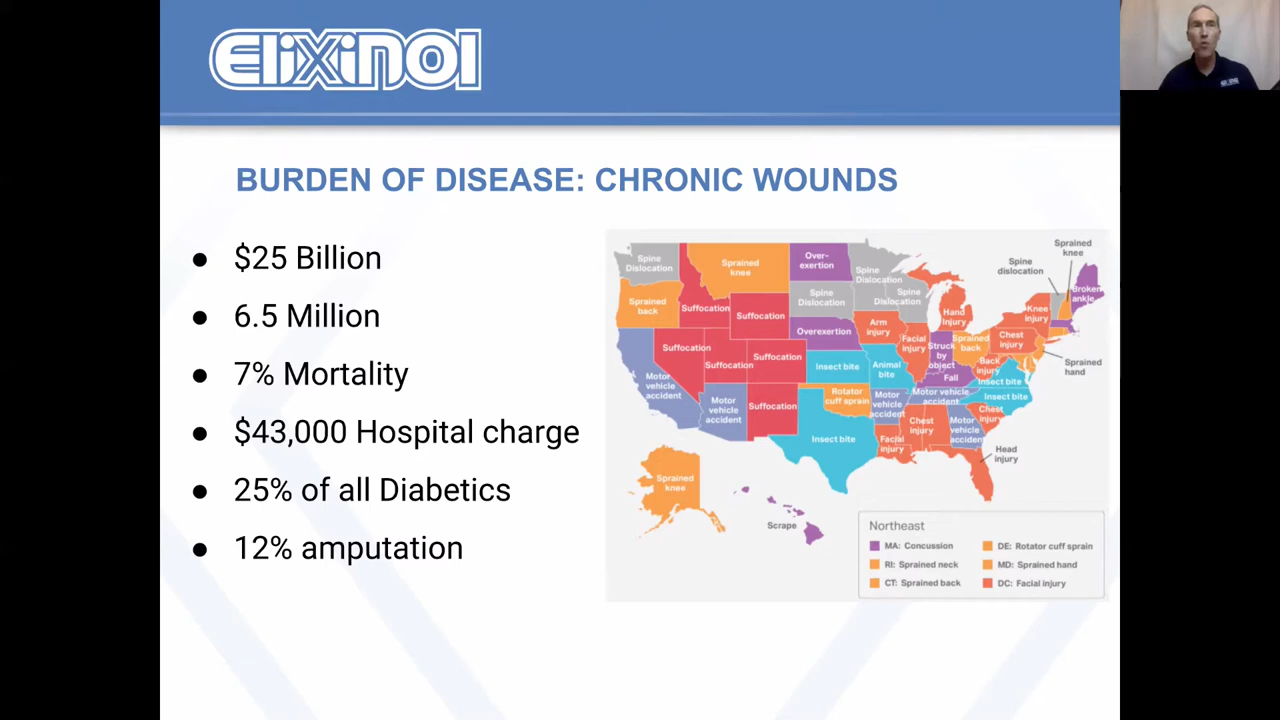 Elixinol
BURDEN OF DISEASE: CHRONIC WOUNDS
● $25 Billion
● 6.5 Million
● 7% Mortality
● $43,000 Hospital charge
● 25% of all Diabetics
● 12% amputation
Spine
Dislocation
Sprained
knee
Over-
exertion
Spine
Dislocation
Spine
dislocation
Sprained
knee
Broken
ankle
Sprained
back
Suffocation
Suffocation
Spine
Dislocation
Spine
Dislocation
Hand
Injury
Knee
injury
Overexertion
Arm
injury
Facial
injury
Struck
by
object
Sprained
back
Chest
injury
Sprained
hand
Suffocation
Suffocation
Suffocation
Insect bite
Animal
bite
Fall
Back
injury
Insect bite
Motor
vehicle
accident
Motor
vehicle
accident
Suffocation
Rotator
cuff sprain
Motor
vehicle
accident
Motor vehicle
accident
Insect bite
Insect bite
Facial
injury
Chest
injury
Motor
vehicle
accident
Chest
injury
Head
injury
Sprained
knee
Scrape
Northeast
MA: Concussion
RI: Sprained neck
CT: Sprained back
DE: Rotator cuff sprain
MD: Sprained hand
DC: Facial injury